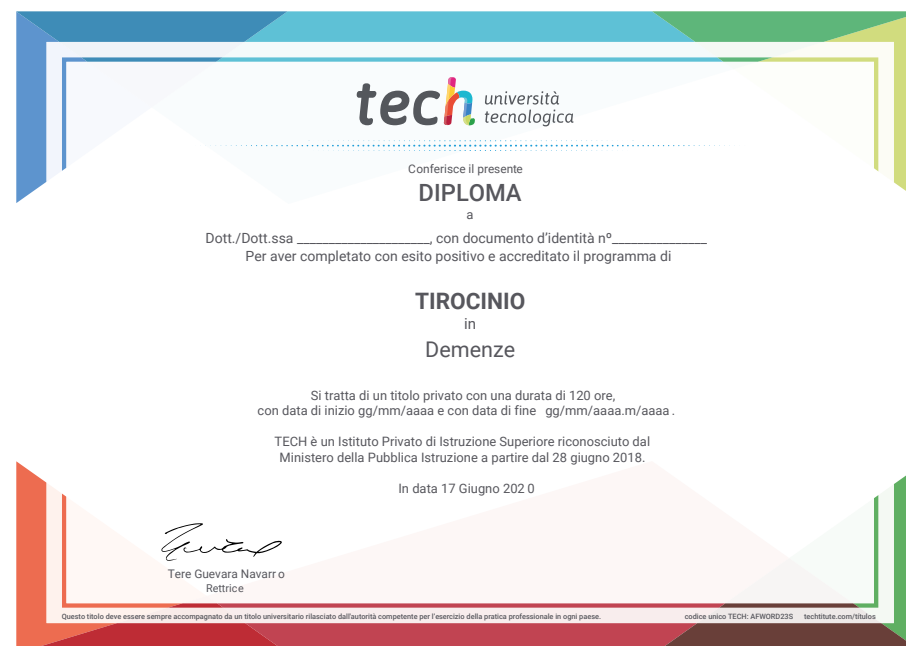 tech università
tecnologica
Conferisce il presente
DIPLOMA
a
Dott./Dott.ssa ____________________, con documento d'identità nº______________
Per aver completato con esito positivo e accreditato il programma di
TIROCINIO
in
Demenze
Si tratta di un titolo privato con una durata di 120 ore,
con data di inizio gg/mm/aaaa e con data di fine gg/mm/aaaa.m/aaaa .
TECH è un Istituto Privato di Istruzione Superiore riconosciuto dal
Ministero della Pubblica Istruzione a partire dal 28 giugno 2018.
In data 17 Giugno 202 0
Tere Guevara Navarr o
Rettrice
Questo titolo deve essere sempre accompagnato da un titolo universitario rilasciato dall'autorità competente per l'esercizio della pratica professionale in ogni paese. codice unico TECH: AFWORD23S techtitute.com/titulos